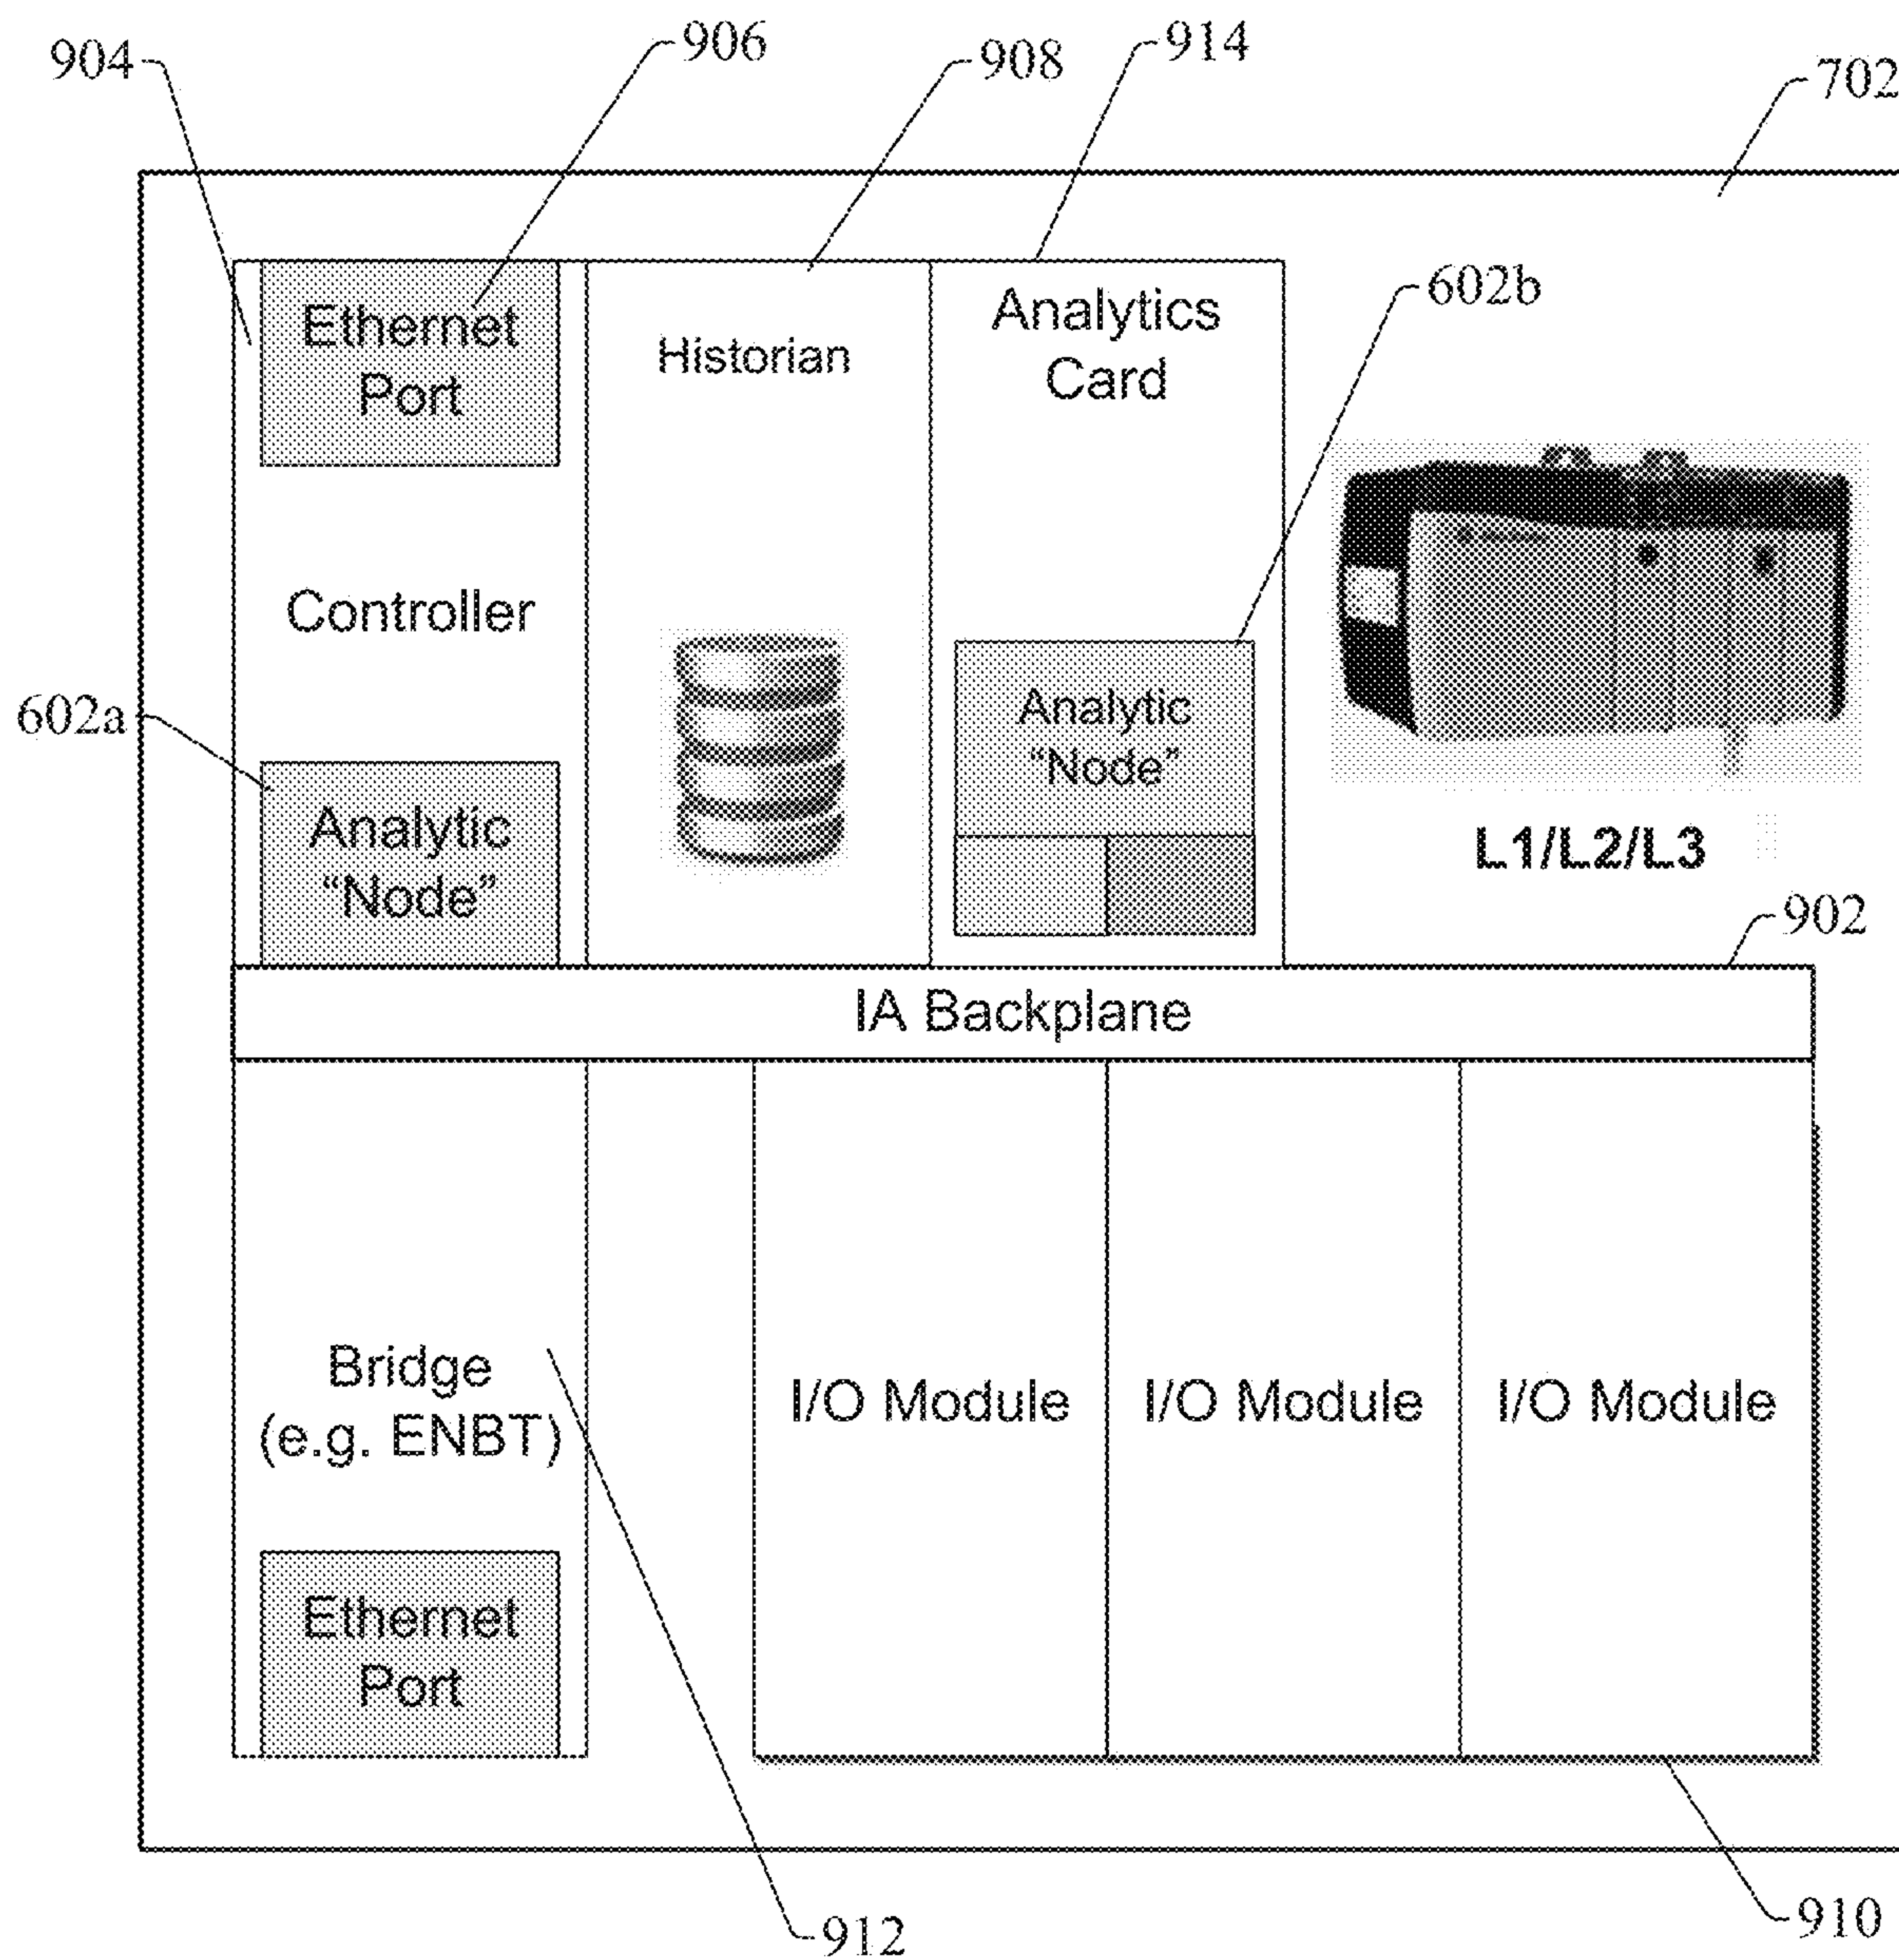 904
906
908
914
702
Ethernet
Port
Historian
Analytics
Card
602b
Controller
602a
Analytic
"Node"
Analytic
“Node”
L1/L2/L3
902
IA Backplane
Bridge
(e.g. ENBT)
I/O Module
I/O Module
I/O Module
Ethernet
Port
912
910